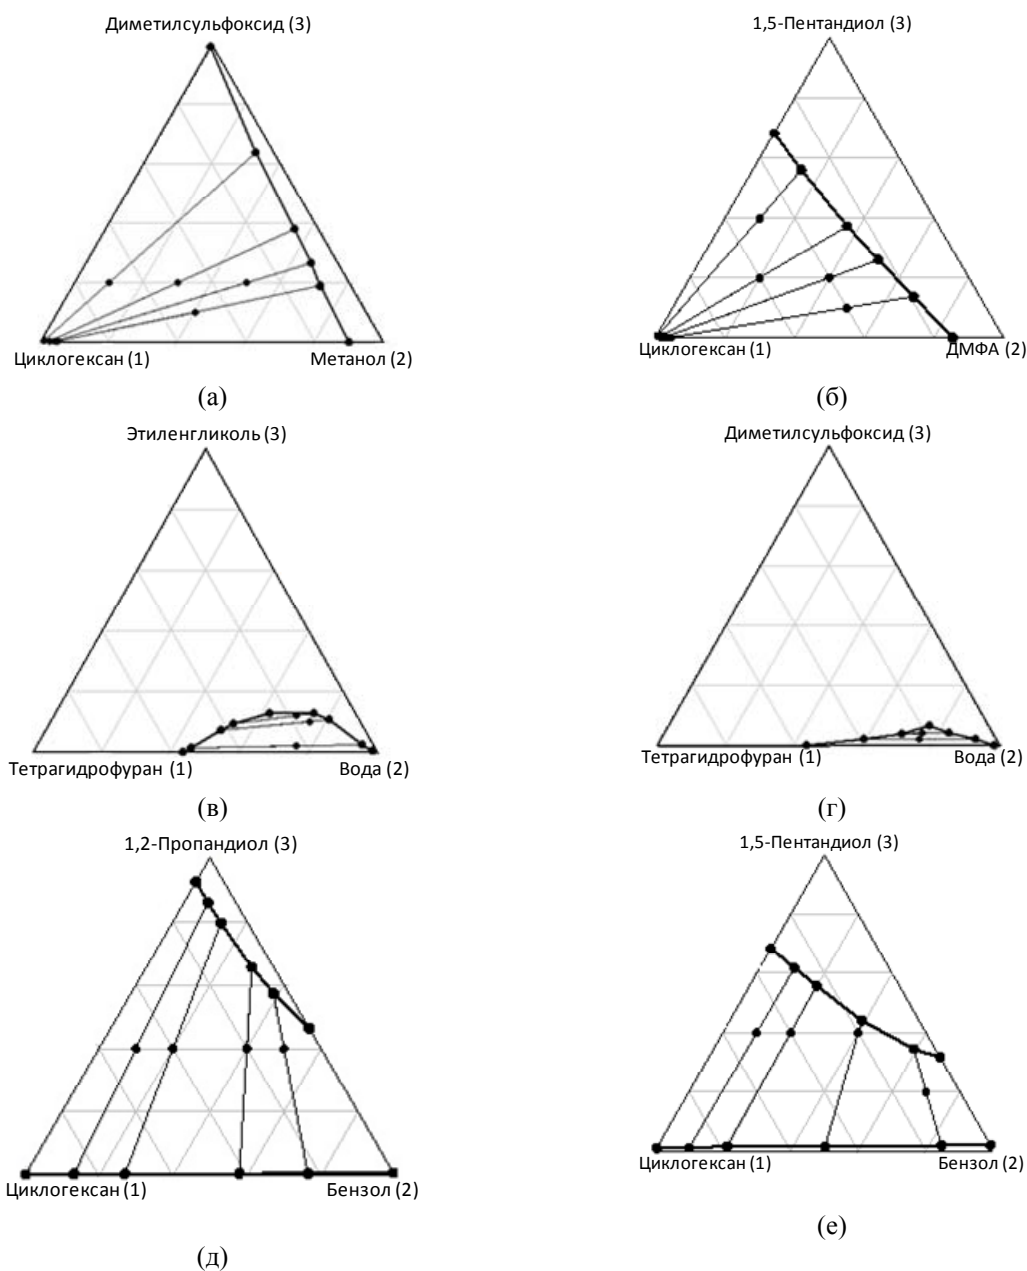 Диметилсульфоксид (3)
1,5-Пентандиол (3)
Циклогексан (1)
Метанол (2)
Циклогексан (1)
ДМФА (2)
(а)
(б)
Этиленгликоль (3)
Диметилсульфоксид (3)
Тетрагидрофуран (1)
Вода (2)
Тетрагидрофуран (1)
Вода (2)
(в)
(г)
1,2-Пропандиол (3)
1,5-Пентандиол (3)
Циклогексан (1)
Бензол (2)
Циклогексан (1)
Бензол (2)
(е)
(д)